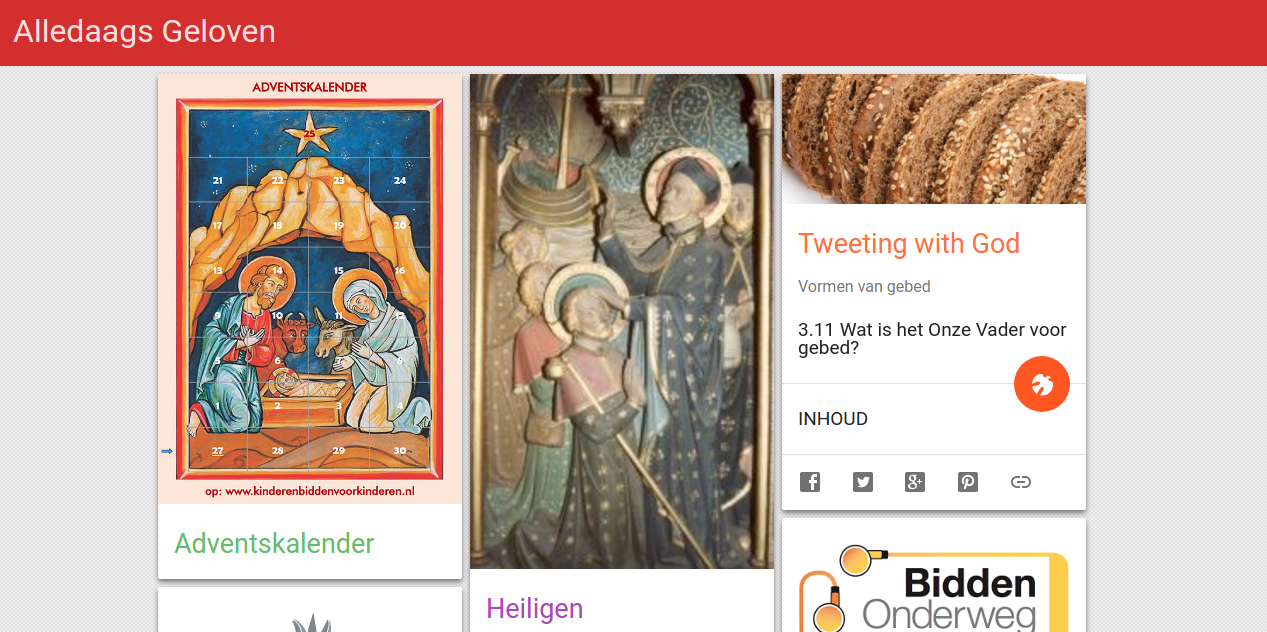 Alledaags Geloven
ADVENTSKALENDER
25
21 22 23 24
17 18 19 20
13 14 15 16
9 10 11 12
5 6 7 8
1 2 3 4
27 28 29 30
op: www.kinderenbiddenvoorkinderen.nl
Adventskalender
Heiligen
Tweeting with God
Vormen van gebed
3.11 Wat is het Onze Vader voor
gebed?
INHOUD
Bidden
Onderweg